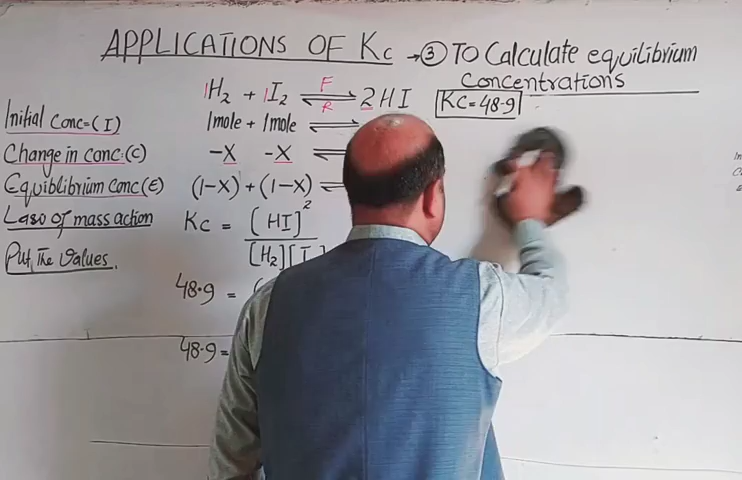 APPLICATIONS OF Kc → ③ TO Calculate equilibrium
Concentrations
1H₂ + 1I₂ ⇌ 2HI
F
R
Kc = 48.9
Initial Conc=(I) 1mole + 1mole ⇌
Change in conc:(C) -X -X ⇌
Equiblibrium Conc(E) (1-X) + (1-X) ⇌
Law of mass action Kc = [HI]²
[H₂][I
Put The Values.
48.9 = (
48.9 =